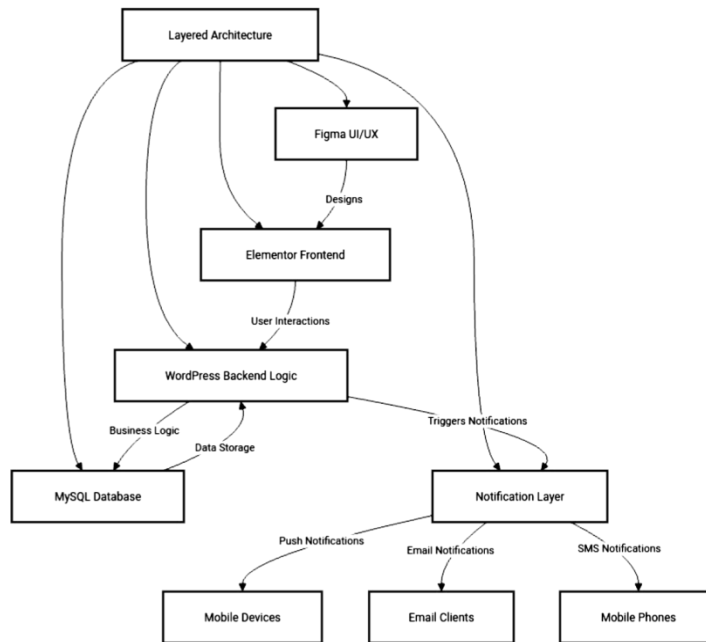 Layered Architecture
Figma UI/UX
Designs
Elementor Frontend
User Interactions
WordPress Backend Logic
Business Logic
Triggers Notifications
Data Storage
MySQL Database
Notification Layer
Push Notifications
Email Notifications
SMS Notifications
Mobile Devices
Email Clients
Mobile Phones